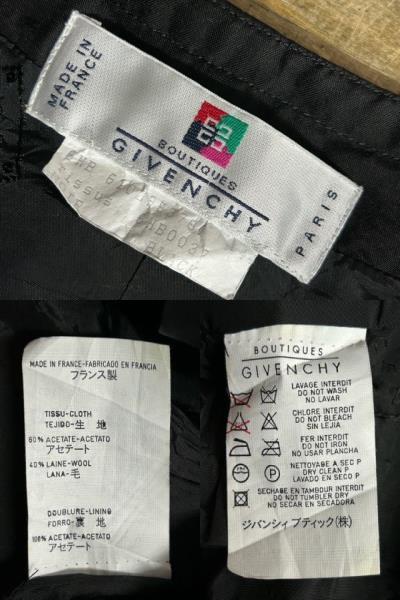 MADE IN
FRANCE
BOUTIQUES
GIVENCHY
PARIS
tissus
BLACK
MADE IN FRANCE-FABRICADO EN FRANCIA
フランス製
TISSU-CLOTH
TEJIDO-生 地
60% ACETATE-ACETATO
アセテート
40% LAINE-WOOL
LANA-毛
DOUBLURE-LINING
FORRO-裏 地
100% ACETATE-ACETATO
アセテート
BOUTIQUES
GIVENCHY
LAVAGE INTERDIT
DO NOT WASH
NO LAVAR
CHLORE INTERDIT
DO NOT BLEACH
SIN LEJIA
FER INTERDIT
DO NOT IRON
NO USAR PLANCHA
NETTOYAGE A SEC P
DRY CLEAN P
LAVADO EN SECO P
SECHAGE EN TAMBOUR INTERDIT
DO NOT TUMBLER DRY
NO SECAR EN SECADORA
ジバンシィ ブティック(株)